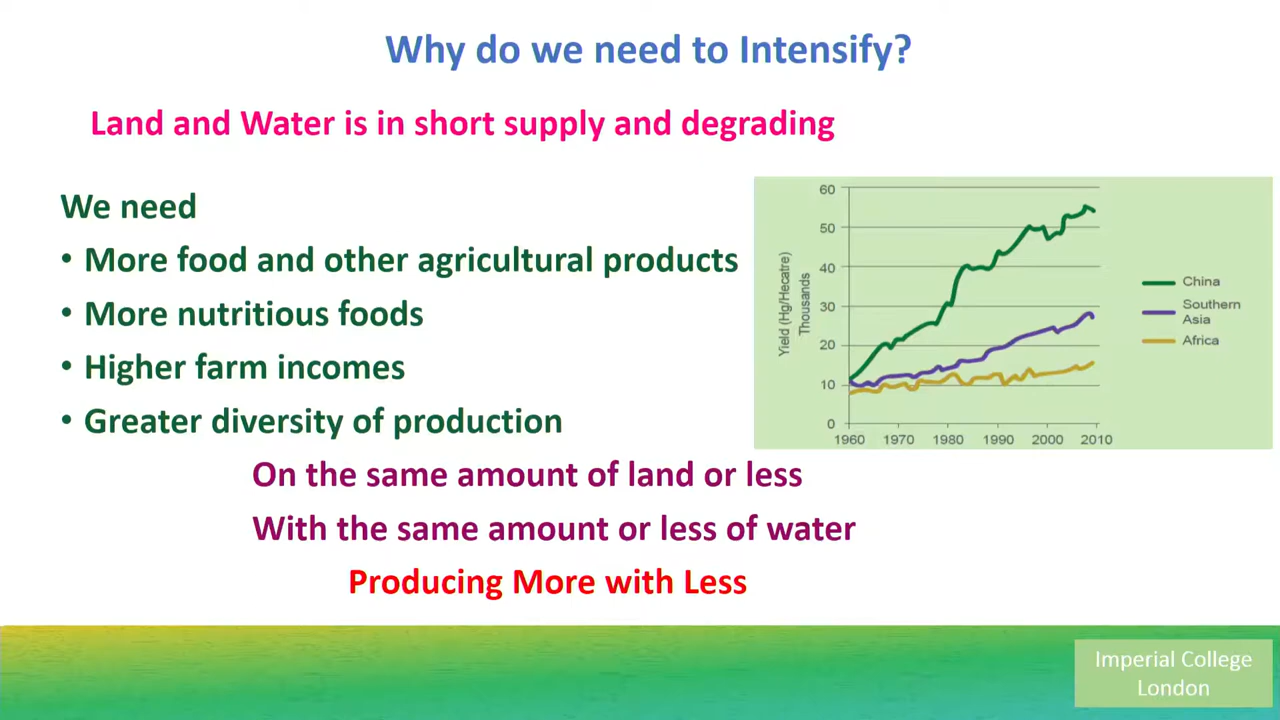 Why do we need to Intensify?
Land and Water is in short supply and degrading
We need
• More food and other agricultural products
• More nutritious foods
• Higher farm incomes
• Greater diversity of production
On the same amount of land or less
With the same amount or less of water
Producing More with Less
Yield (Hg/Hecatre)
Thousands
60
50
40
30
20
10
0
1960 1970 1980 1990 2000 2010
China
Southern
Asia
Africa
Imperial College
London